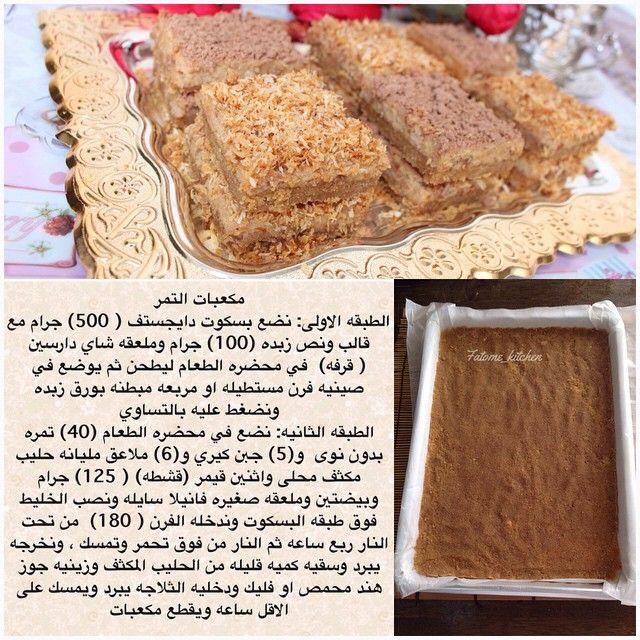 مكعبات التمر
الطبقه الاولى: نضع بسكوت دايجستف ( 500) جرام مع
قالب ونص زبده (100) جرام وملعقه شاي دارسين
( قرفه) في محضره الطعام ليطحن ثم يوضع في
صينيه فرن مستطيله او مربعه مبطنه بورق زبده
ونضغط عليه بالتساوي
الطبقه الثانيه: نضع في محضره الطعام (40) تمره
بدون نوى و(5) جبن كيري و(6) ملاعق مليانه حليب
مكثف محلى واثنين قيمر (قشطه) ( 125) جرام
وبيضتين وملعقه صغيره فانيلا سايله ونصب الخليط
فوق طبقه البسكوت وندخله الفرن ( 180) من تحت
النار ربع ساعه ثم النار من فوق تحمر وتمسك ، ونخرجه
يبرد وسقيه كميه قليله من الحليب المكثف وزينيه جوز
هند محمص او فليك ودخليه الثلاجه يبرد ويمسك على
الاقل ساعه ويقطع مكعبات
Fatome_kitchen